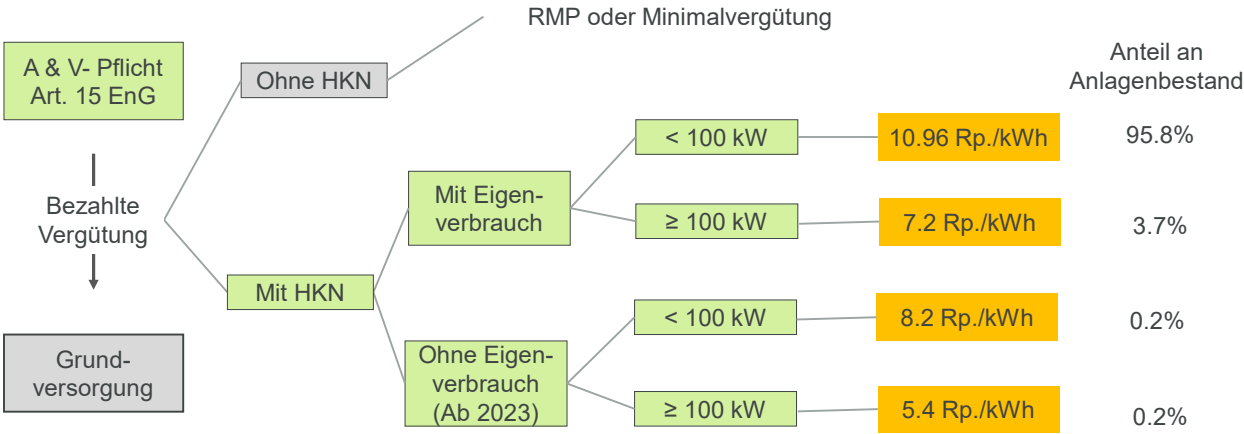 RMP oder Minimalvergütung
A & V- Pflicht
Art. 15 EnG
Ohne HKN
Anteil an
Anlagenbestand
< 100 kW
10.96 Rp./kWh
95.8%
Mit Eigen-
verbrauch
Bezahlte
Vergütung
≥ 100 kW
7.2 Rp./kWh
3.7%
Mit HKN
< 100 kW
8.2 Rp./kWh
0.2%
Grund-
versorgung
Ohne Eigen-
verbrauch
(Ab 2023)
≥ 100 kW
5.4 Rp./kWh
0.2%